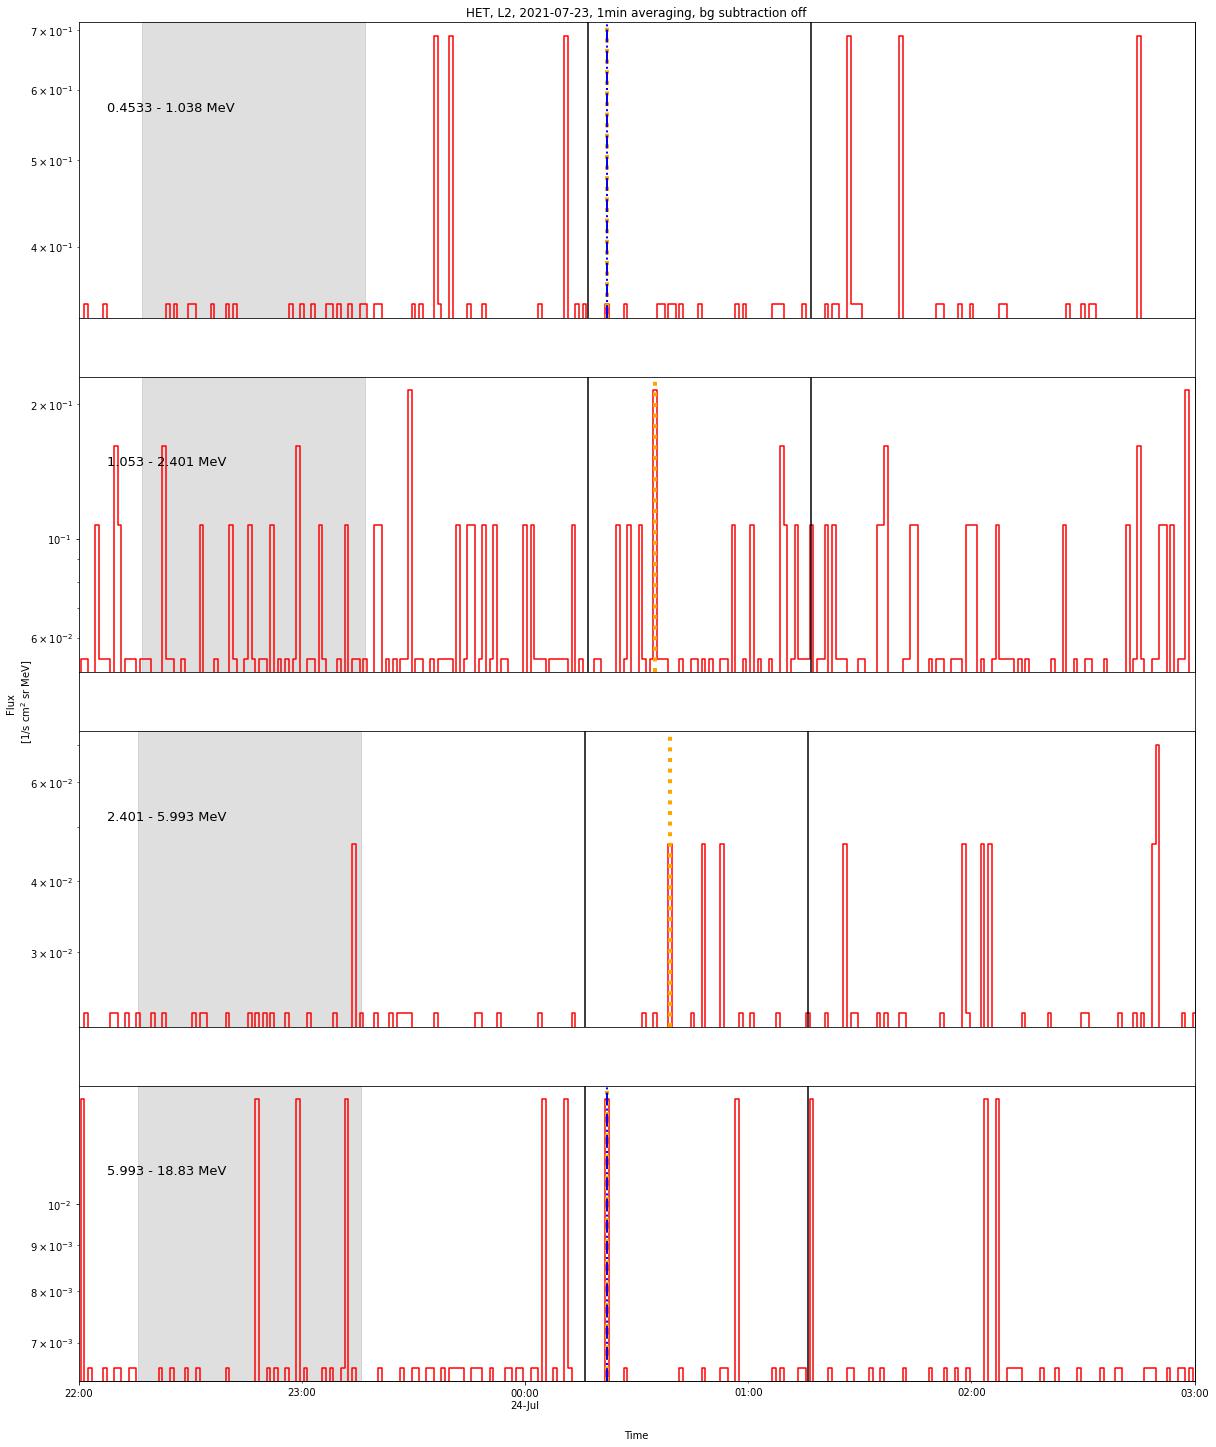 HET, L2, 2021-07-23, 1min averaging, bg subtraction off
7 × 10⁻¹
6 × 10⁻¹
0.4533 - 1.038 MeV
5 × 10⁻¹
4 × 10⁻¹
2 × 10⁻¹
1.053 - 2.401 MeV
10⁻¹
6 × 10⁻²
Flux
[1/s cm² sr MeV]
6 × 10⁻²
2.401 - 5.993 MeV
4 × 10⁻²
3 × 10⁻²
5.993 - 18.83 MeV
10⁻²
9 × 10⁻³
8 × 10⁻³
7 × 10⁻³
22:00 23:00 00:00 01:00 02:00 03:00
24-Jul
Time